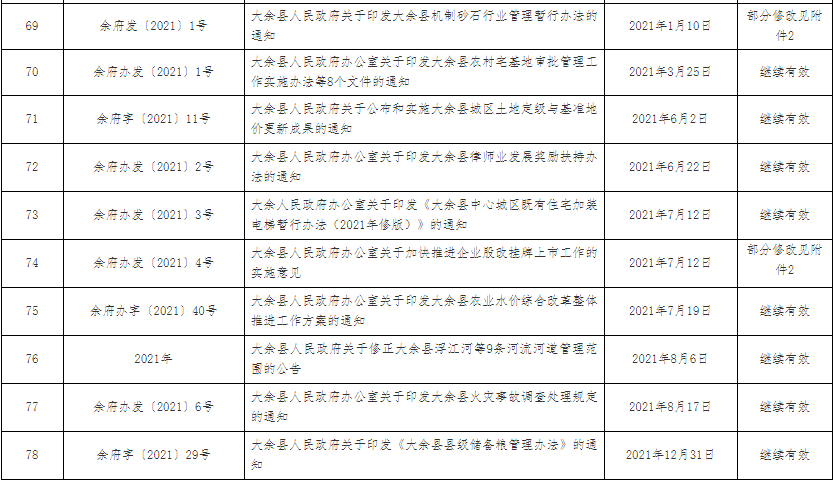 69 余府发〔2021〕1号 大余县人民政府关于印发大余县机制砂石行业管理暂行办法的 2021年1月10日 部分修改见附
通知 件2
70 余府办发〔2021〕1号 大余县人民政府办公室关于印发大余县农村宅基地审批管理工 2021年3月25日 继续有效
作实施办法等8个文件的通知
71 余府字〔2021〕11号 大余县人民政府关于公布和实施大余县城区土地定级与基准地 2021年6月2日 继续有效
价更新成果的通知
72 余府办发〔2021〕2号 大余县人民政府办公室关于印发大余县律师业发展奖励扶持办 2021年6月22日 继续有效
法的通知
73 余府办发〔2021〕3号 大余人民政府办公室关于印发《大余县中心城区既有住宅加装 2021年7月12日 继续有效
电梯暂行办法（2021年修版）》的通知
74 余府办发〔2021〕4号 大余县人民政府办公室关于加快推进企业股改挂牌上市工作的 2021年7月12日 部分修改见附
实施意见 件2
75 余府办字〔2021〕40号 大余县人民政府办公室关于印发大余县农业水价综合改革整体 2021年7月19日 继续有效
推进工作方案的通知
76 2021年 大余县人民政府关于修正大余县浮江河等9条河流河道管理范 2021年8月6日 继续有效
围的公告
77 余府办发〔2021〕6号 大余县人民政府办公室关于印发大余县火灾事故调查处理规定 2021年8月17日 继续有效
的通知
78 余府字〔2021〕29号 大余县人民政府关于印发《大余县县级储备粮管理办法》的通 2021年12月31日 继续有效
知